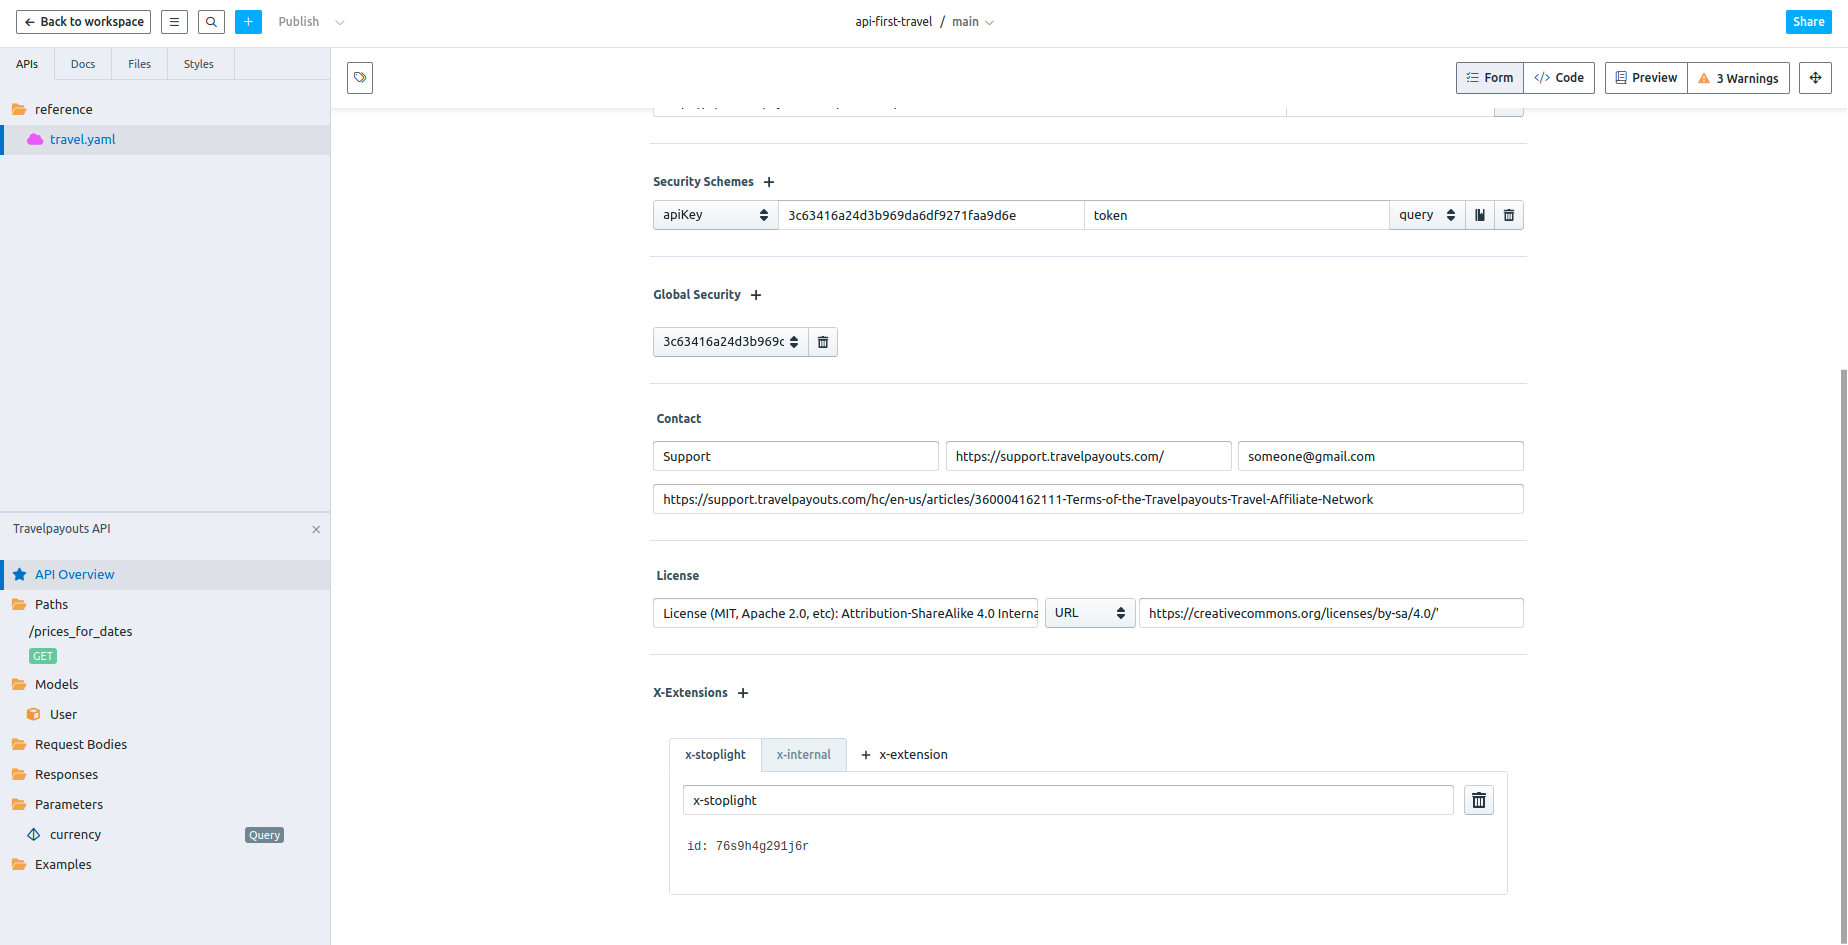 Back to workspace
Publish
api-first-travel / main
Share
APIs Docs Files Styles
Form
</> Code
Preview
3 Warnings
reference
travel.yaml
Security Schemes
apiKey 3c63416a24d3b969da6df9271faa9d6e token query
Global Security
3c63416a24d3b969c
Contact
Support https://support.travelpayouts.com/ someone@gmail.com
https://support.travelpayouts.com/hc/en-us/articles/360004162111-Terms-of-the-Travelpayouts-Travel-Affiliate-Network
License
License (MIT, Apache 2.0, etc): Attribution-ShareAlike 4.0 Interna URL https://creativecommons.org/licenses/by-sa/4.0/'
X-Extensions
x-stoplight x-internal + x-extension
x-stoplight
id: 76s9h4g291j6r
Travelpayouts API
API Overview
Paths
/prices_for_dates
GET
Models
User
Request Bodies
Responses
Parameters
currency Query
Examples